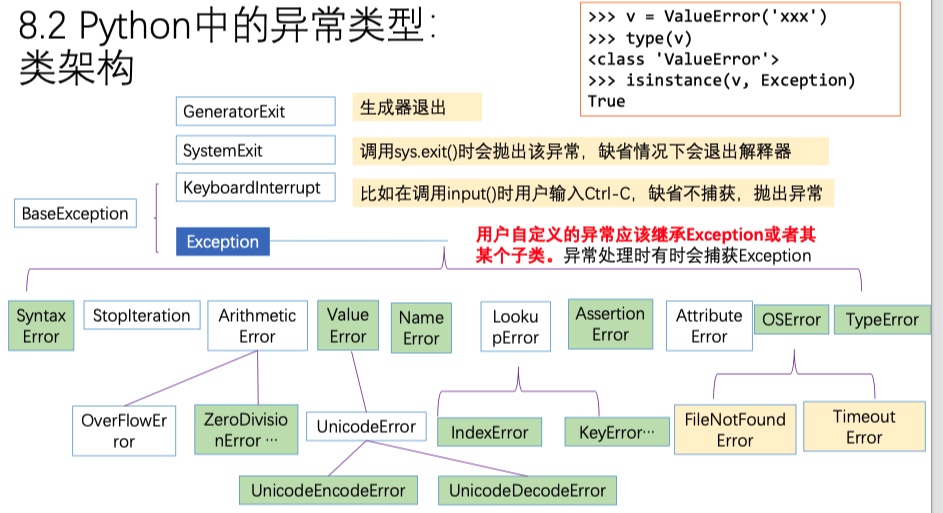 8.2 Python中的异常类型:
类架构
>>> v = ValueError('xxx')
>>> type(v)
<class 'ValueError'>
>>> isinstance(v, Exception)
True
GeneratorExit
生成器退出
SystemExit
调用sys.exit()时会抛出该异常，缺省情况下会退出解释器
KeyboardInterrupt
比如在调用input()时用户输入Ctrl-C，缺省不捕获，抛出异常
BaseException
Exception
用户自定义的异常应该继承Exception或者其
某个子类。异常处理时有时会捕获Exception
Syntax
Error
StopIteration
Arithmetic
Error
Value
Error
Name
Error
Looku
pError
Assertion
Error
Attribute
Error
OSError
TypeError
OverFlowEr
ror
ZeroDivisio
nError …
UnicodeError
IndexError
KeyError…
FileNotFound
Error
Timeout
Error
UnicodeEncodeError
UnicodeDecodeError